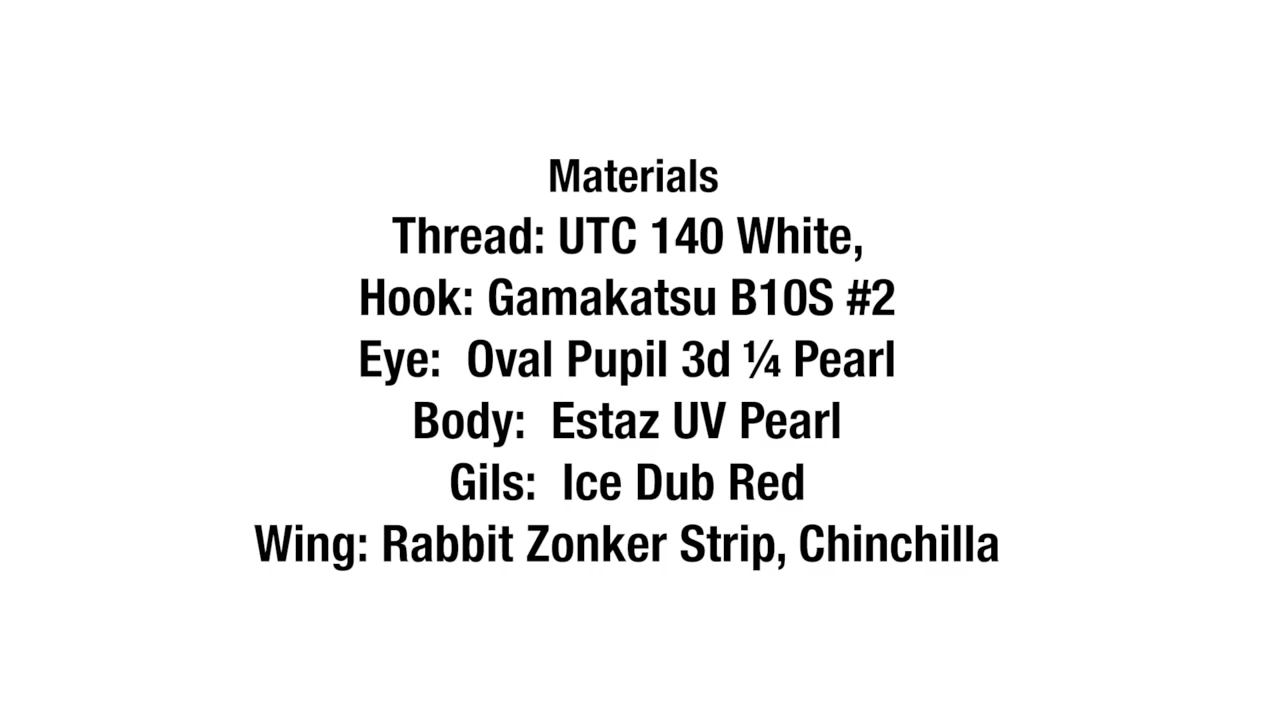 Materials
Thread: UTC 140 White,
Hook: Gamakatsu B10S #2
Eye:  Oval Pupil 3d ¼ Pearl
Body:  Estaz UV Pearl
Gils:  Ice Dub Red
Wing: Rabbit Zonker Strip, Chinchilla